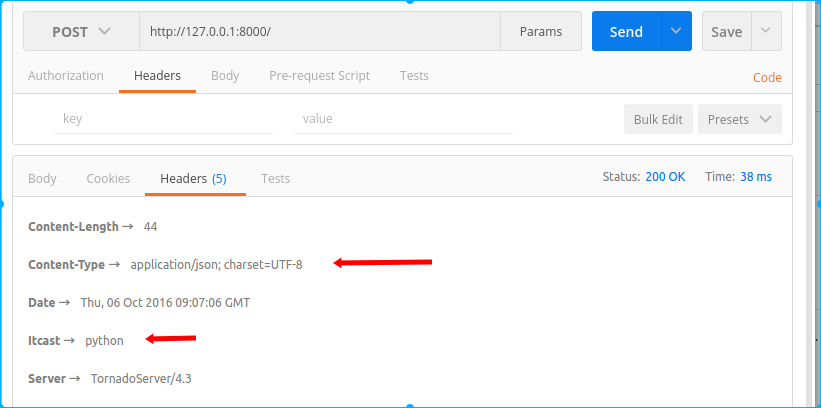 POST http://127.0.0.1:8000/ Params Send Save
Authorization Headers Body Pre-request Script Tests Code
key value Bulk Edit Presets
Body Cookies Headers (5) Tests Status: 200 OK Time: 38 ms
Content-Length → 44
Content-Type → application/json; charset=UTF-8
Date → Thu, 06 Oct 2016 09:07:06 GMT
Itcast → python
Server → TornadoServer/4.3